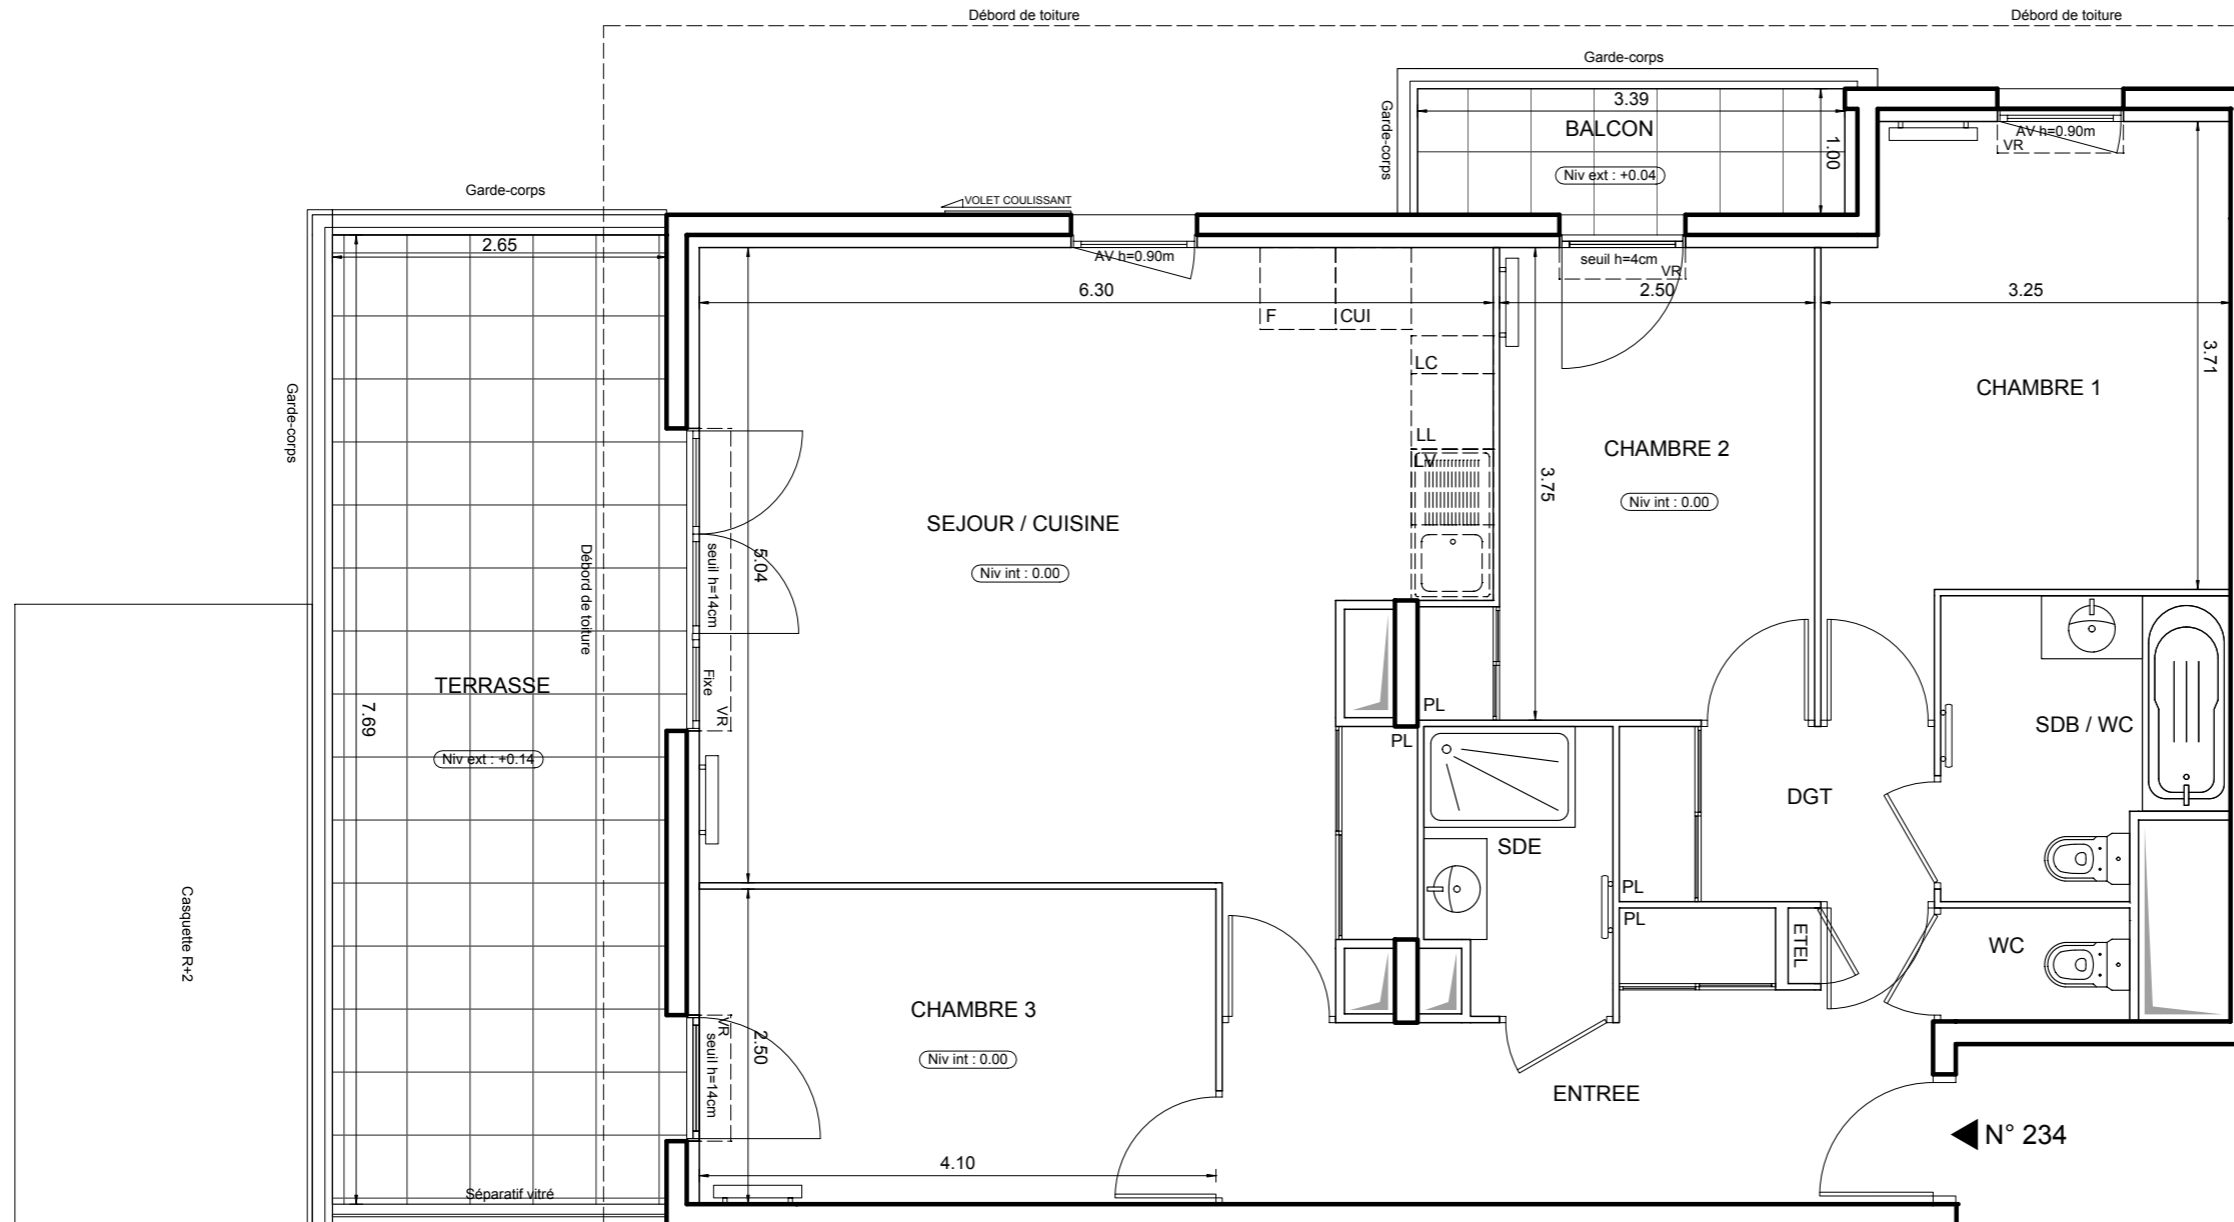 Débord de toiture
Débord de toiture
Garde-corps
3.39
BALCON
Garde-corps
1.00
Niv ext : +0.04
AV h=0.90m
VR
Garde-corps
VOLET COULISSANT
2.65
AV h=0.90m
seuil h=4cm
VR
6.30
2.50
3.25
F
CUI
LC
3.71
CHAMBRE 1
Garde-corps
LL
LV
CHAMBRE 2
3.75
Niv int : 0.00
SEJOUR / CUISINE
Niv int : 0.00
5.04
seuil h=14cm
Débord de toiture
Fixe
VR
TERRASSE
7.69
Niv ext : +0.14
PL
PL
SDB / WC
DGT
SDE
PL
PL
ETEL
WC
Casquette R+2
CHAMBRE 3
Niv int : 0.00
VR
seuil h=14cm
2.50
ENTREE
N° 234
4.10
Séparatif vitré